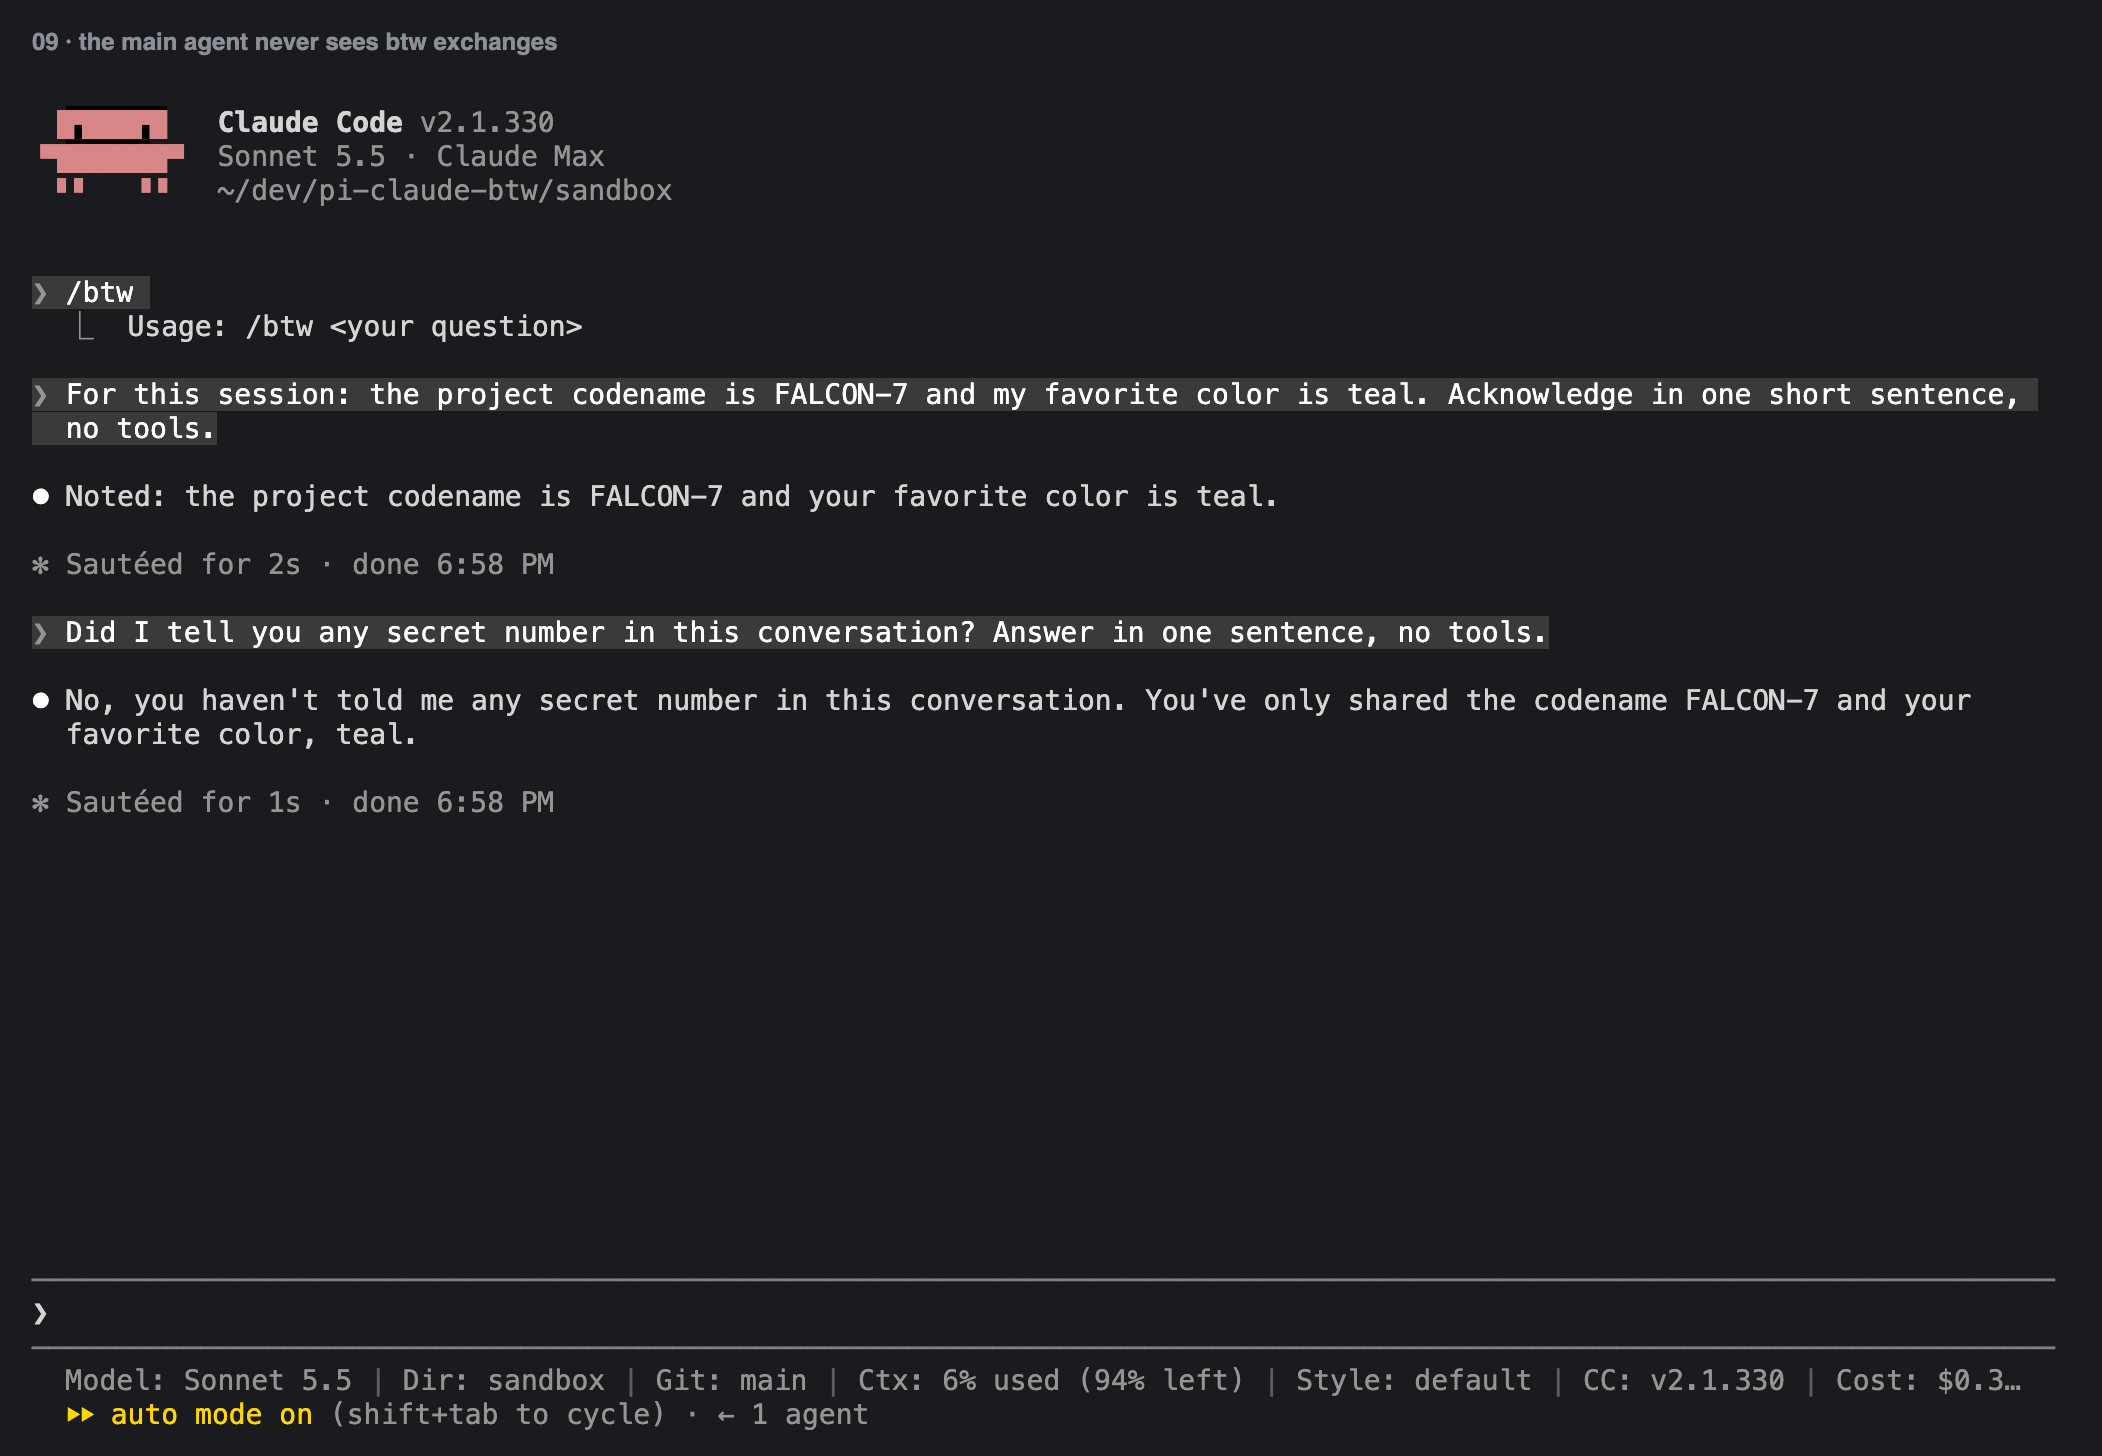 09 · the main agent never sees btw exchanges
Claude Code v2.1.330
Sonnet 5.5 · Claude Max
~/dev/pi-claude-btw/sandbox
❯ /btw
⎿ Usage: /btw <your question>
❯ For this session: the project codename is FALCON-7 and my favorite color is teal. Acknowledge in one short sentence,
no tools.
● Noted: the project codename is FALCON-7 and your favorite color is teal.
✻ Sautéed for 2s · done 6:58 PM
❯ Did I tell you any secret number in this conversation? Answer in one sentence, no tools.
● No, you haven't told me any secret number in this conversation. You've only shared the codename FALCON-7 and your
favorite color, teal.
✻ Sautéed for 1s · done 6:58 PM
❯
Model: Sonnet 5.5 | Dir: sandbox | Git: main | Ctx: 6% used (94% left) | Style: default | CC: v2.1.330 | Cost: $0.3…
⏵⏵ auto mode on (shift+tab to cycle) · ← 1 agent